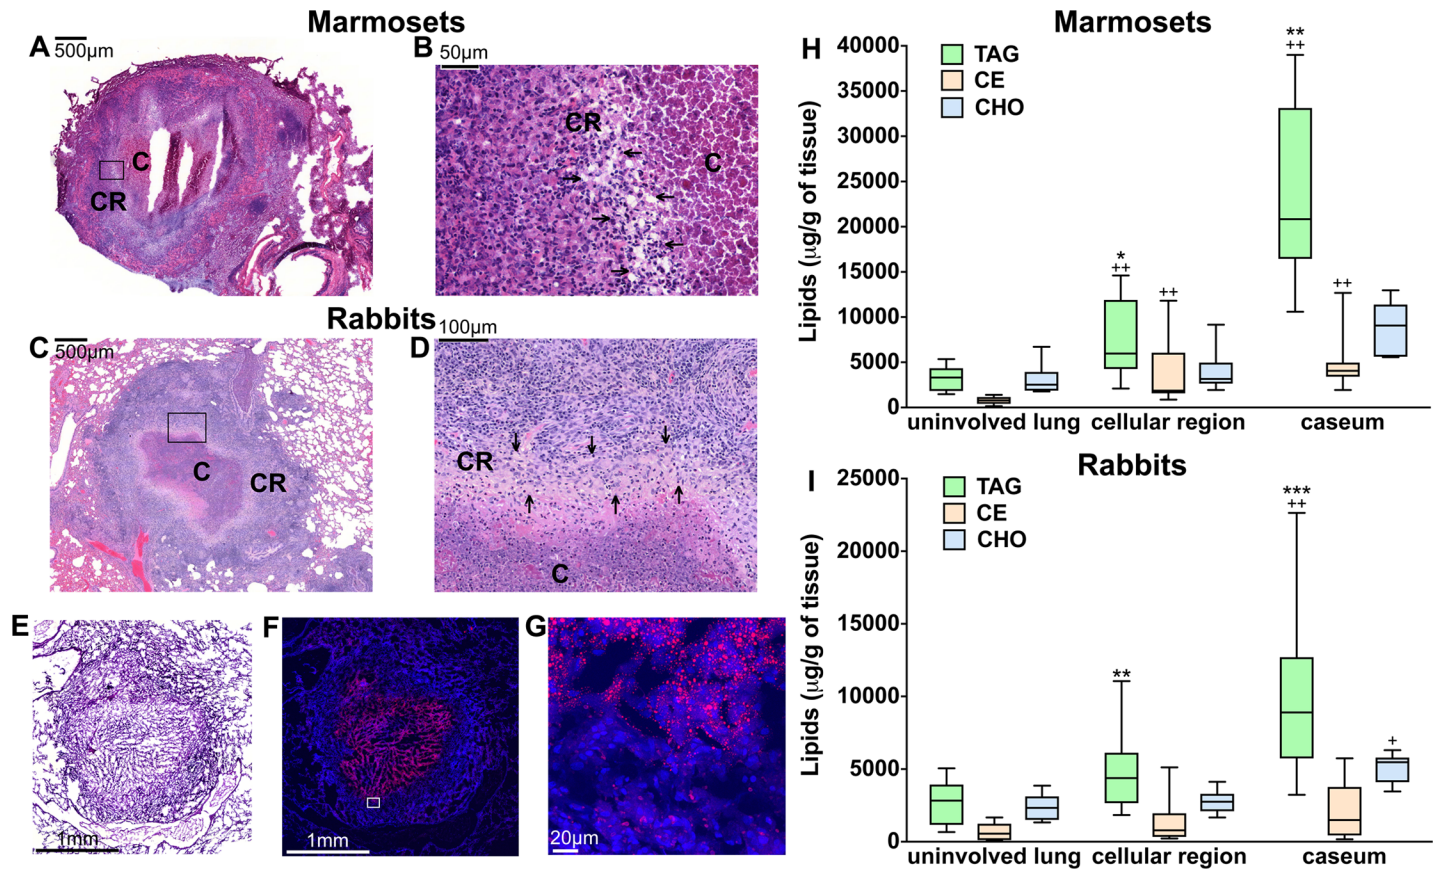 Marmosets
A
500µm
C
CR
B
50µm
CR
C
Rabbits
C
500µm
C
CR
D
100µm
CR
C
E
1mm
F
1mm
G
20µm
Marmosets
H
Lipids (µg/g of tissue)
40000
35000
30000
25000
20000
15000
10000
5000
0
TAG
CE
CHO
*
++
++
**
++
++
uninvolved lung
cellular region
caseum
Rabbits
I
Lipids (µg/g of tissue)
25000
20000
15000
10000
5000
0
TAG
CE
CHO
**
***
++
+
uninvolved lung
cellular region
caseum